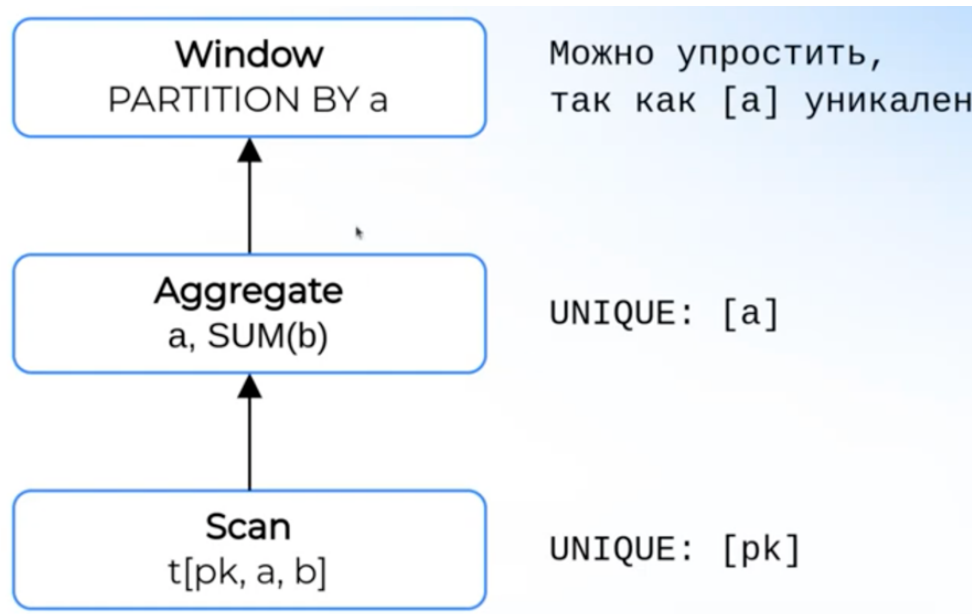 Window
PARTITION BY a
Можно упростить,
так как [a] уникален
Aggregate
a, SUM(b)
UNIQUE: [a]
Scan
t[pk, a, b]
UNIQUE: [pk]